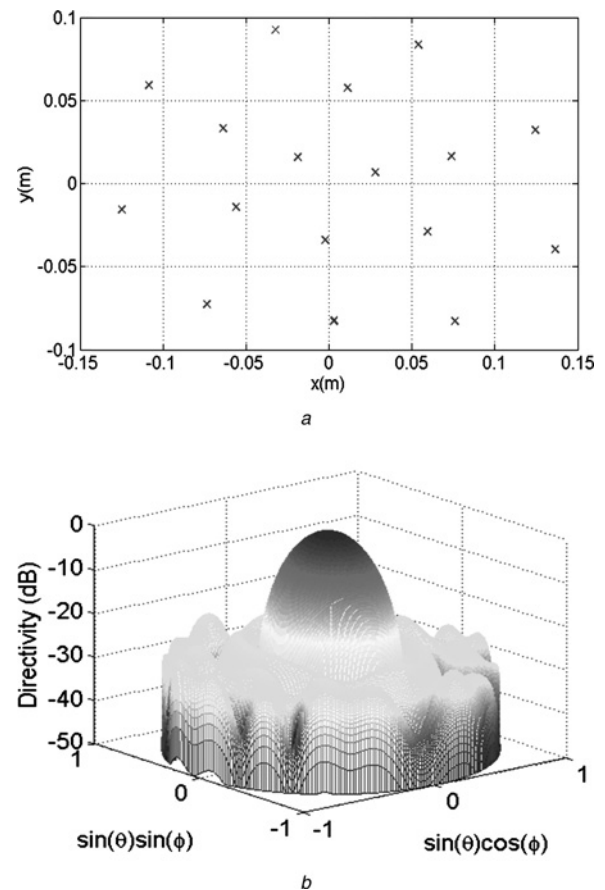 0.1
0.05
0
-0.05
-0.1
y(m)
-0.15 -0.1 -0.05 0 0.05 0.1 0.15
x(m)
a
0
-10
-20
-30
-40
-50
Directivity (dB)
1
0
-1
sin(θ)sin(ϕ)
-1
0
1
sin(θ)cos(ϕ)
b